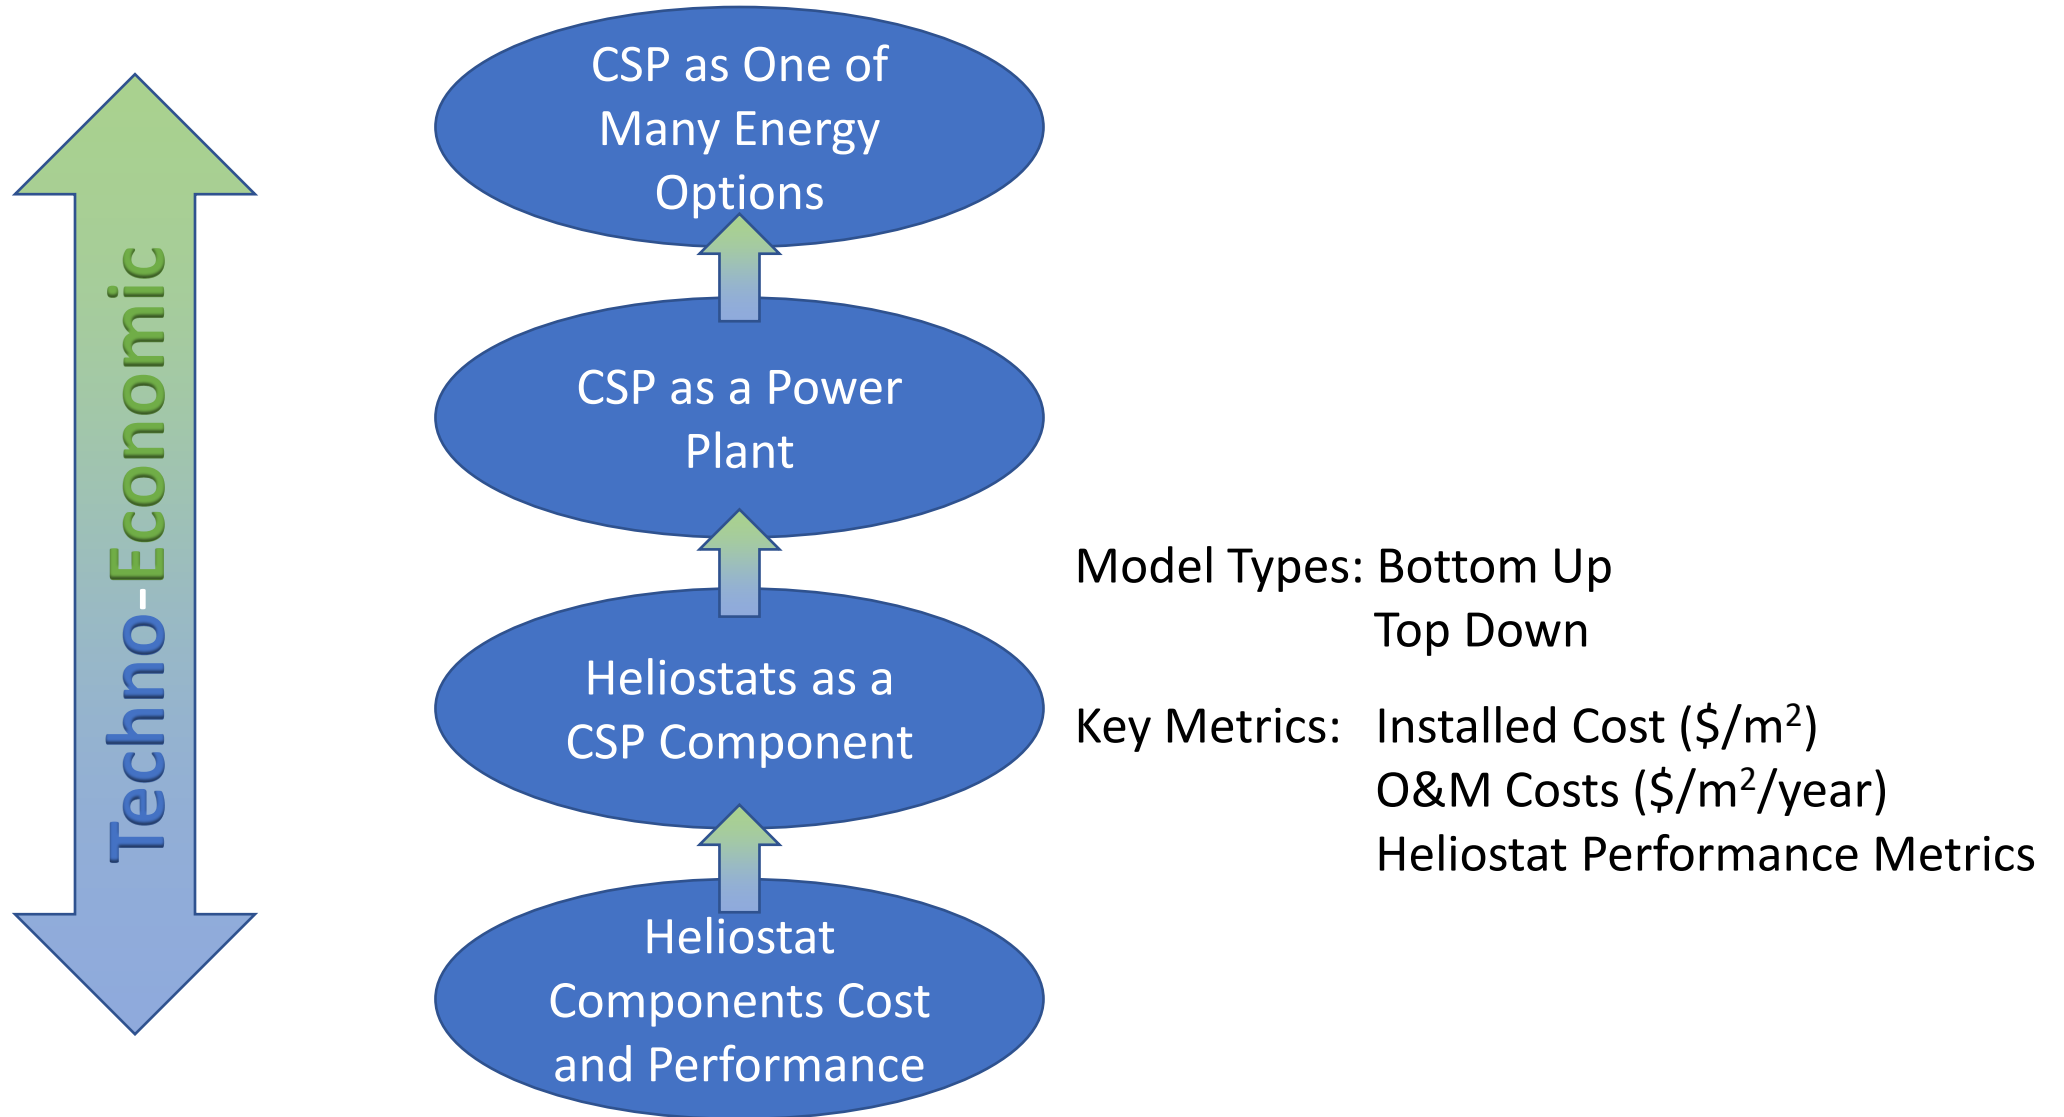 Techno-Economic
CSP as One of
Many Energy
Options
CSP as a Power
Plant
Heliostats as a
CSP Component
Heliostat
Components Cost
and Performance
Model Types: Bottom Up
Top Down
Key Metrics: Installed Cost ($/m²)
O&M Costs ($/m²/year)
Heliostat Performance Metrics